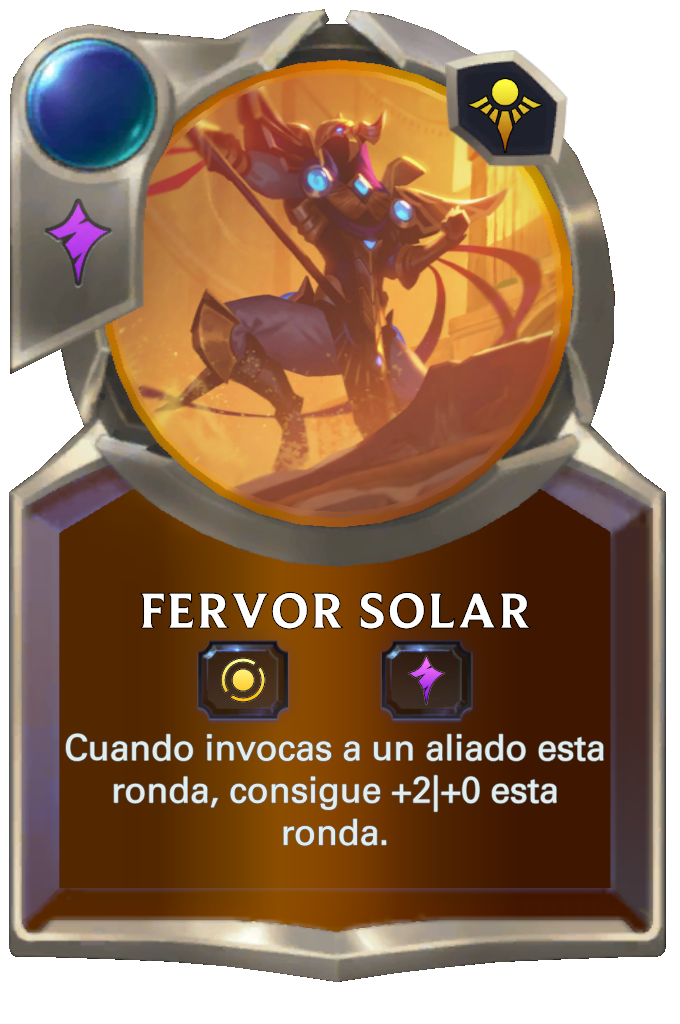 FERVOR SOLAR
Cuando invocas a un aliado esta
ronda, consigue +2|+0 esta
ronda.